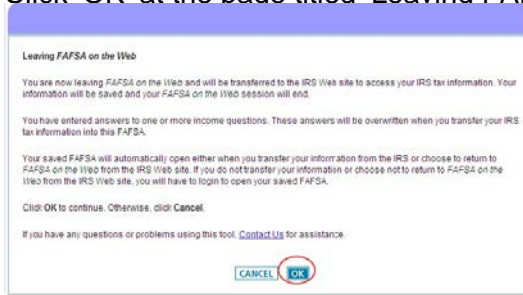 Click 'OK' at the page titled 'Leaving FAF
Leaving FAFSA on the Web
You are now leaving FAFSA on the Web and will be transferred to the IRS Web site to access your IRS tax information. Your
information will be saved and your FAFSA on the Web session will end.
You have entered answers to one or more income questions. These answers will be overwritten when you transfer your IRS
tax information into this FAFSA.
Your saved FAFSA will automatically open either when you transfer your information from the IRS or choose to return to
FAFSA on the Web from the IRS Web site. If you do not transfer your information or choose not to return to FAFSA on the
Web from the IRS Web site, you will have to login to open your saved FAFSA.
Click OK to continue. Otherwise, click Cancel.
If you have any questions or problems using this tool, Contact Us for assistance.
CANCEL OK